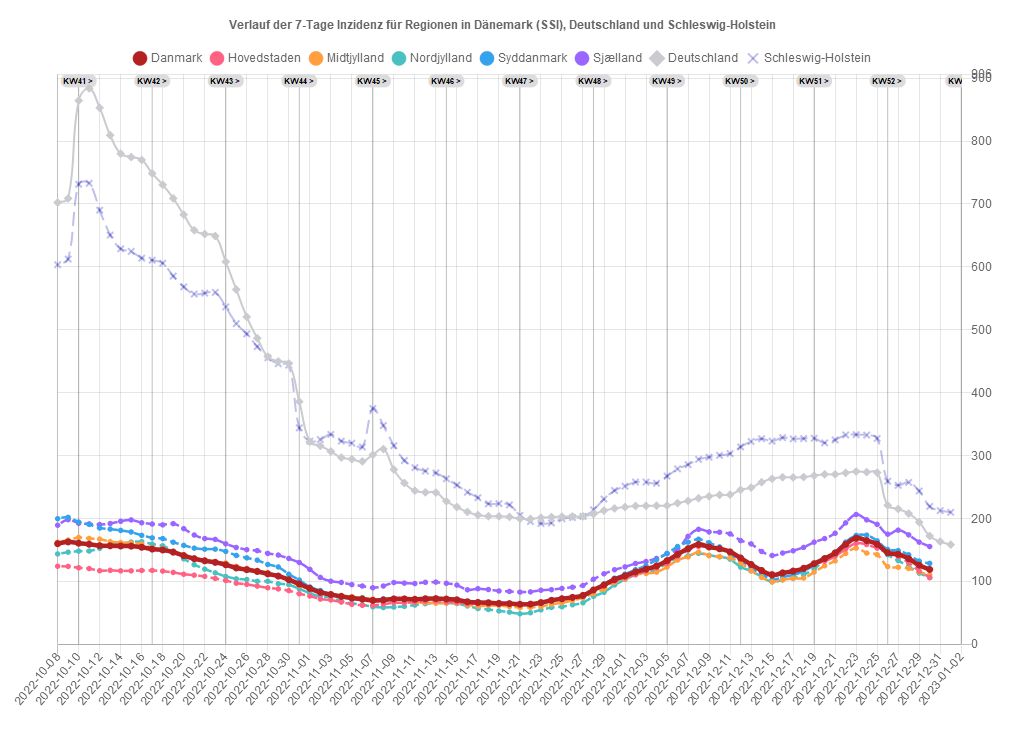 Verlauf der 7-Tage Inzidenz für Regionen in Dänemark (SSI), Deutschland und Schleswig-Holstein
Danmark Hovedstaden Midtjylland Nordjylland Syddanmark Sjælland Deutschland Schleswig-Holstein
KW41 > KW42 > KW43 > KW44 > KW45 > KW46 > KW47 > KW48 > KW49 > KW50 > KW51 > KW52 > KW
906
900
800
700
600
500
400
300
200
100
0
2022-10-08 2022-10-10 2022-10-12 2022-10-14 2022-10-16 2022-10-18 2022-10-20 2022-10-22 2022-10-24 2022-10-26 2022-10-28 2022-10-30 2022-11-01 2022-11-03 2022-11-05 2022-11-07 2022-11-09 2022-11-11 2022-11-13 2022-11-15 2022-11-17 2022-11-19 2022-11-21 2022-11-23 2022-11-25 2022-11-27 2022-11-29 2022-12-01 2022-12-03 2022-12-05 2022-12-07 2022-12-09 2022-12-11 2022-12-13 2022-12-15 2022-12-17 2022-12-19 2022-12-21 2022-12-23 2022-12-25 2022-12-27 2022-12-29 2022-12-31 2023-01-02